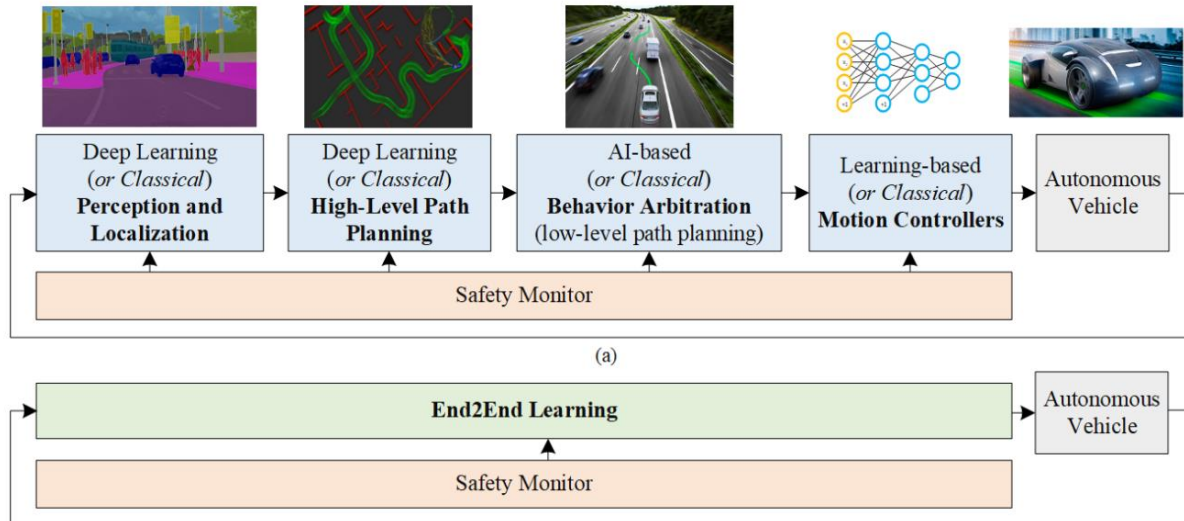 Deep Learning
(or Classical)
Perception and
Localization
Deep Learning
(or Classical)
High-Level Path
Planning
AI-based
(or Classical)
Behavior Arbitration
(low-level path planning)
Learning-based
(or Classical)
Motion Controllers
Autonomous
Vehicle
Safety Monitor
(a)
End2End Learning
Autonomous
Vehicle
Safety Monitor